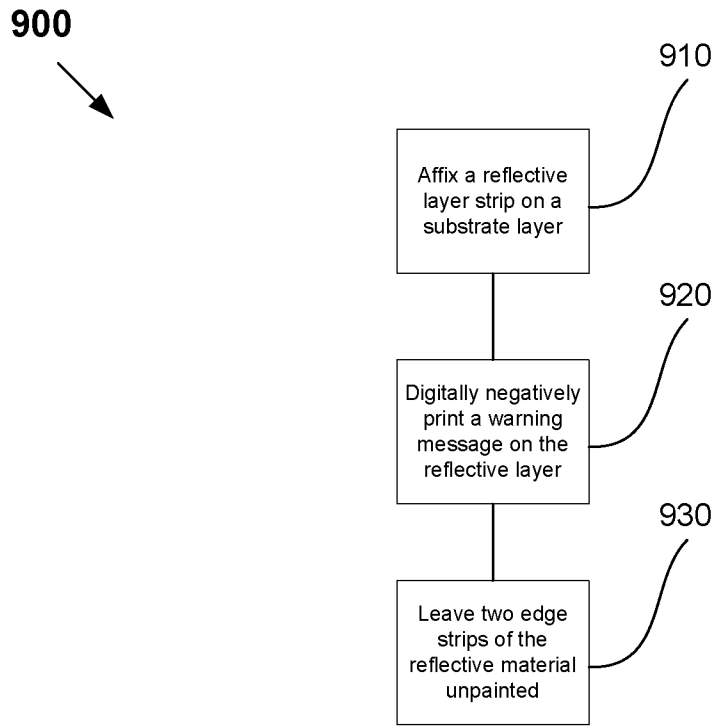 900
910
Affix a reflective
layer strip on a
substrate layer
920
Digitally negatively
print a warning
message on the
reflective layer
930
Leave two edge
strips of the
reflective material
unpainted